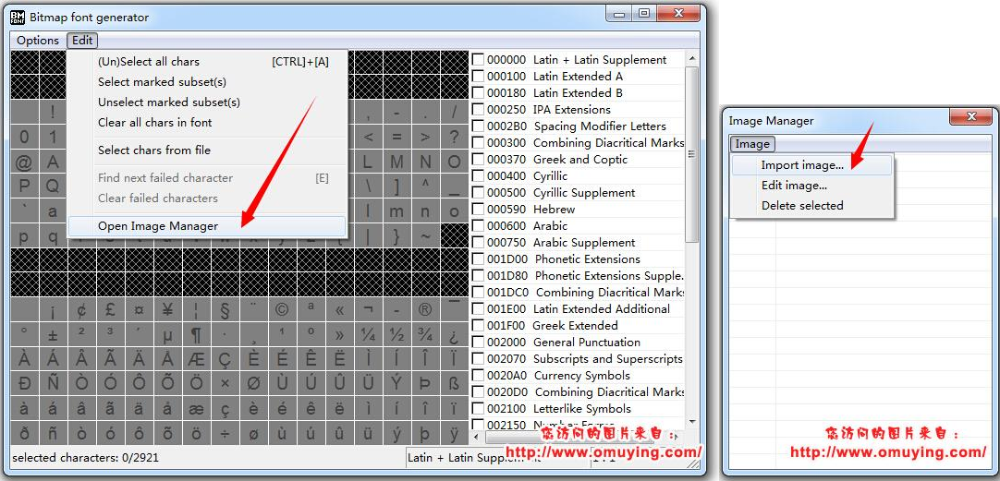 BM FONT Bitmap font generator
Options Edit
(Un)Select all chars [CTRL]+[A]
Select marked subset(s)
Unselect marked subset(s)
Clear all chars in font
Select chars from file
Find next failed character [E]
Clear failed characters
Open Image Manager
! , - . /
0 1 < = > ?
@ A L M N O
P Q \ ] ^ _
` a l m n o
p q | } ~
¡ ¢ £ ¤ ¥ ¦ § ¨ © ª « ¬ - ® ¯
° ± ² ³ ´ µ ¶ · ¸ ¹ º » ¼ ½ ¾ ¿
À Á Â Ã Ä Å Æ Ç È É Ê Ë Ì Í Î Ï
Ð Ñ Ò Ó Ô Õ Ö × Ø Ù Ú Û Ü Ý Þ ß
à á â ã ä å æ ç è é ê ë ì í î ï
ð ñ ò ó ô õ ö ÷ ø ù ú û ü ý þ ÿ
000000 Latin + Latin Supplement
000100 Latin Extended A
000180 Latin Extended B
000250 IPA Extensions
0002B0 Spacing Modifier Letters
000300 Combining Diacritical Marks
000370 Greek and Coptic
000400 Cyrillic
000500 Cyrillic Supplement
000590 Hebrew
000600 Arabic
000750 Arabic Supplement
001D00 Phonetic Extensions
001D80 Phonetic Extensions Supple.
001DC0 Combining Diacritical Marks
001E00 Latin Extended Additional
001F00 Greek Extended
002000 General Punctuation
002070 Subscripts and Superscripts
0020A0 Currency Symbols
0020D0 Combining Diacritical Marks
002100 Letterlike Symbols
002150 Number Forms
selected characters: 0/2921
Latin + Latin Supplem
您访问的图片来自：
http://www.omuying.com/
Image Manager
Image
Import image...
Edit image...
Delete selected
您访问的图片来自：
http://www.omuying.com/